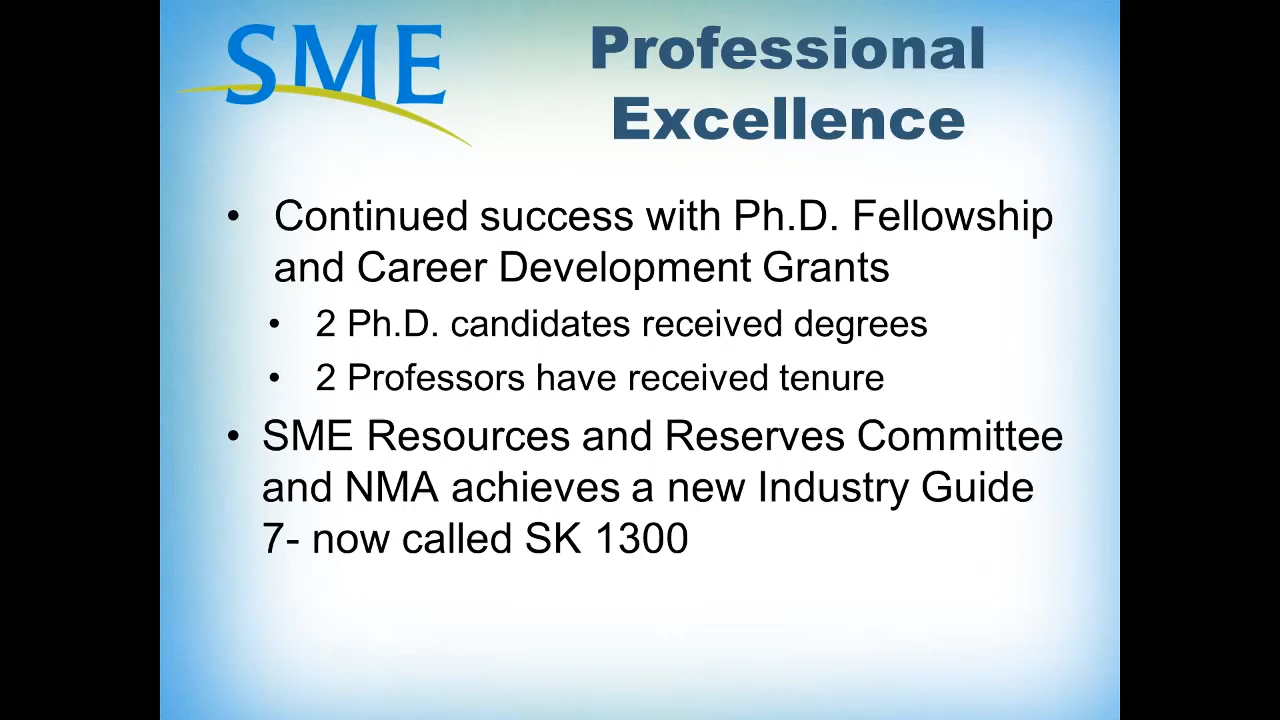 SME
Professional
Excellence
• Continued success with Ph.D. Fellowship
and Career Development Grants
• 2 Ph.D. candidates received degrees
• 2 Professors have received tenure
• SME Resources and Reserves Committee
and NMA achieves a new Industry Guide
7- now called SK 1300